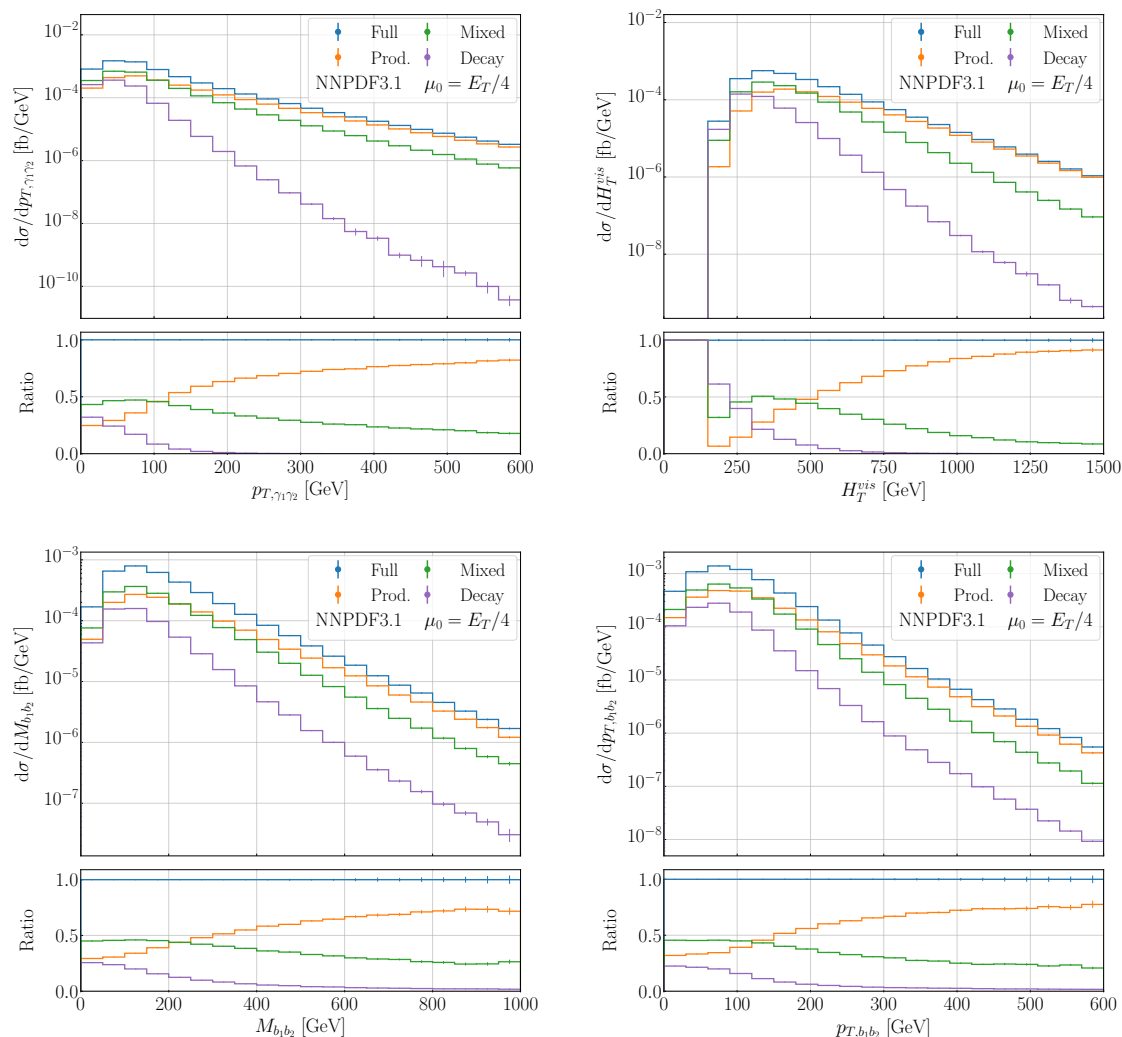 dσ/dp_{T,γ₁γ₂} [fb/GeV]
10⁻²
10⁻⁴
10⁻⁶
10⁻⁸
10⁻¹⁰
Full
Mixed
Prod.
Decay
NNPDF3.1 μ₀ = E_T/4
Ratio
1.0
0.5
0.0
0 100 200 300 400 500 600
p_{T,γ₁γ₂} [GeV]
dσ/dH_T^{vis} [fb/GeV]
10⁻²
10⁻⁴
10⁻⁶
10⁻⁸
Full
Mixed
Prod.
Decay
NNPDF3.1 μ₀ = E_T/4
Ratio
1.0
0.5
0.0
0 250 500 750 1000 1250 1500
H_T^{vis} [GeV]
dσ/dM_{b₁b₂} [fb/GeV]
10⁻³
10⁻⁴
10⁻⁵
10⁻⁶
10⁻⁷
Full
Mixed
Prod.
Decay
NNPDF3.1 μ₀ = E_T/4
Ratio
1.0
0.5
0.0
0 200 400 600 800 1000
M_{b₁b₂} [GeV]
dσ/dp_{T,b₁b₂} [fb/GeV]
10⁻³
10⁻⁴
10⁻⁵
10⁻⁶
10⁻⁷
10⁻⁸
Full
Mixed
Prod.
Decay
NNPDF3.1 μ₀ = E_T/4
Ratio
1.0
0.5
0.0
0 100 200 300 400 500 600
p_{T,b₁b₂} [GeV]